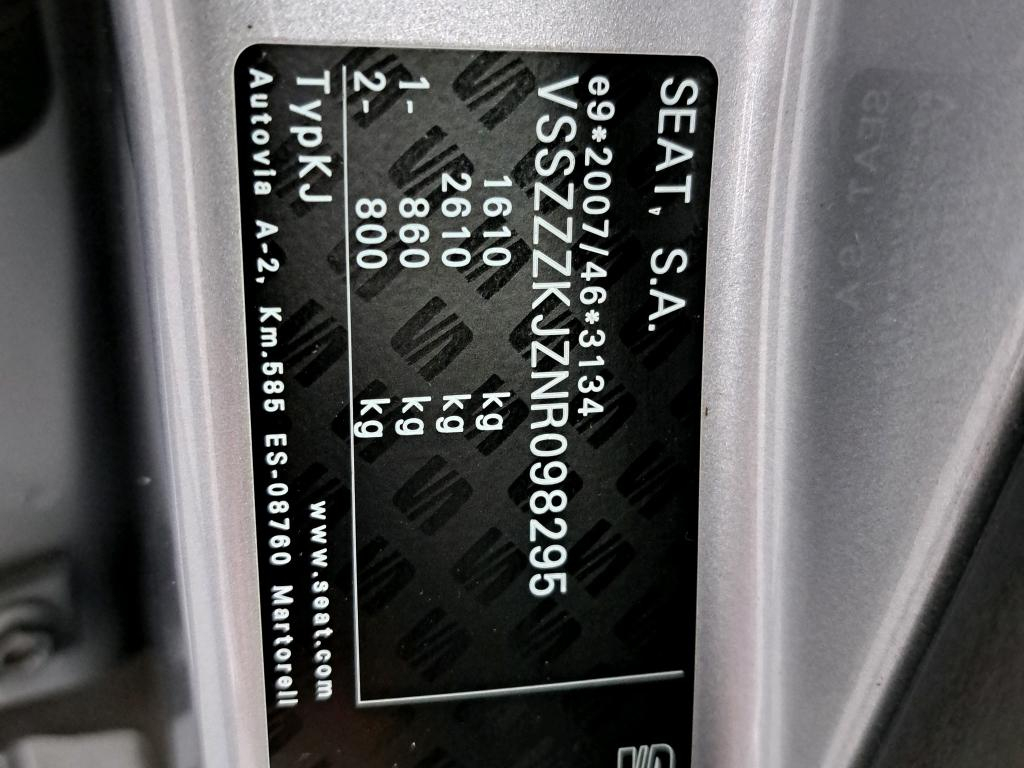 SEAT, S.A.
e9*2007/46*3134
VSSZZZKJZNR098295
1610 kg
2610 kg
1- 860 kg
2- 800 kg
TypKJ www.seat.com
Autovia A-2, Km.585 ES-08760 Martorell